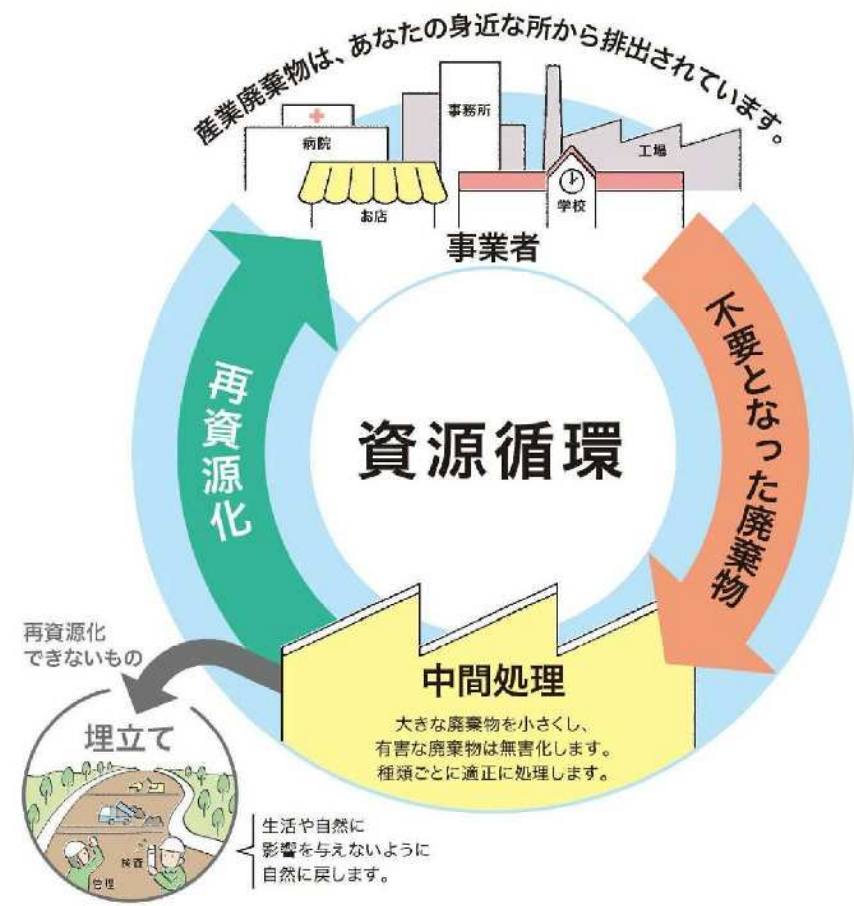 産業廃棄物は、あなたの身近な所から排出されています。
事務所
病院
工場
お店
学校
事業者
不要となった廃棄物
再資源化
資源循環
再資源化
できないもの
中間処理
大きな廃棄物を小さくし、
有害な廃棄物は無害化します。
種類ごとに適正に処理します。
埋立て
検査
管理
生活や自然に
影響を与えないように
自然に戻します。